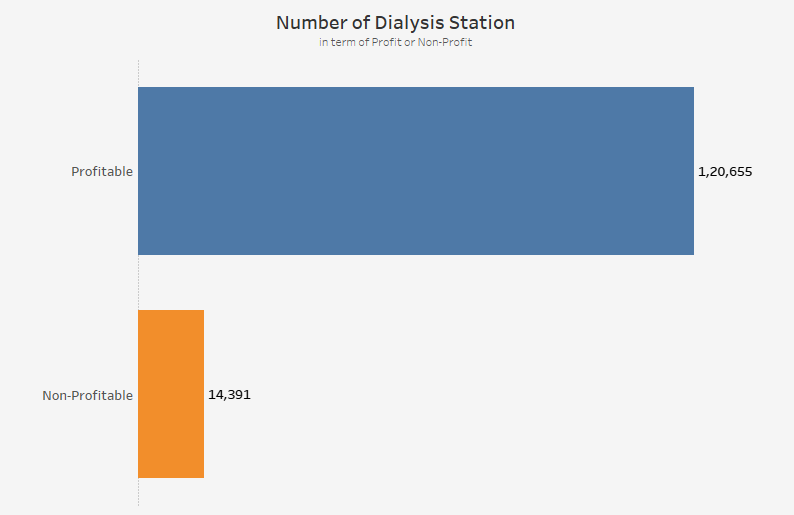 Number of Dialysis Station
in term of Profit or Non-Profit
Profitable
1,20,655
Non-Profitable
14,391